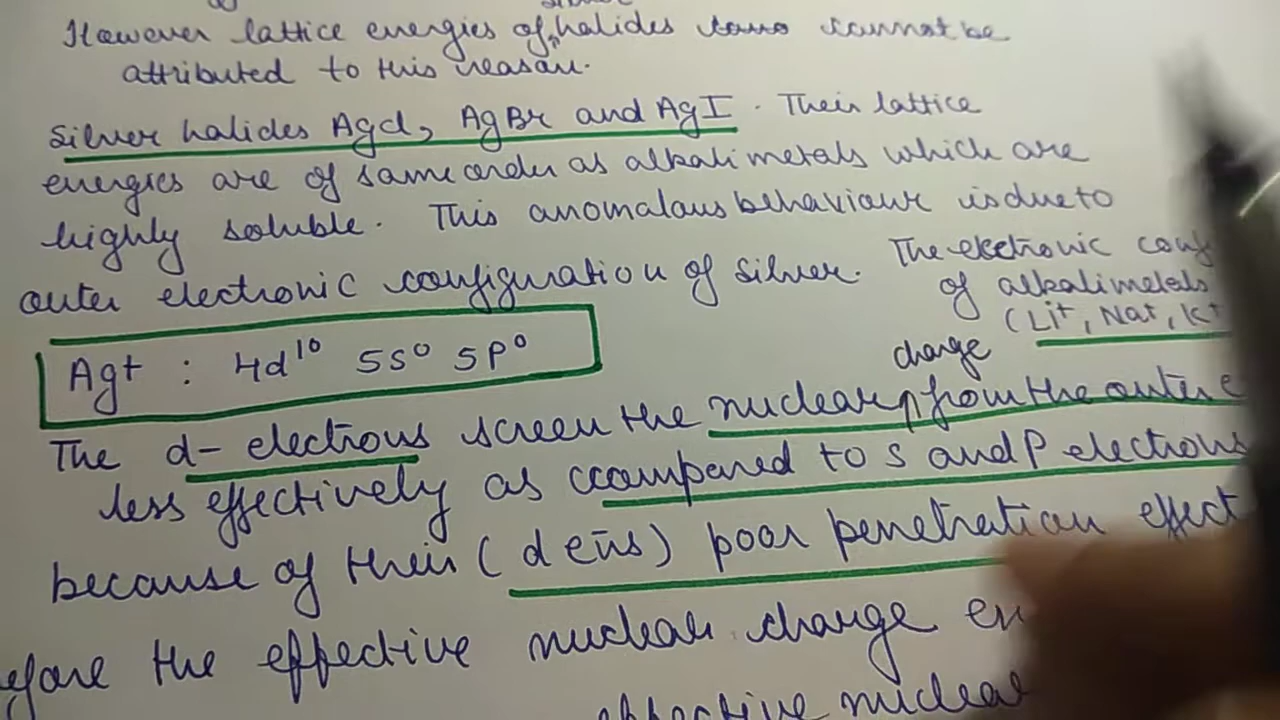 However lattice energies of halides cannot be
attributed to this reason.
Silver halides AgCl, AgBr and AgI. Their lattice
energies are of same order as alkali metals which are
highly soluble. This anomalous behaviour is due to
outer electronic configuration of silver.
The electronic conf
of alkali metals
(Li⁺, Na⁺, K⁺
Ag+ : 4d¹⁰ 5S⁰ 5P⁰
charge
The d- electrons screen the nuclear from the outer e
less effectively as compared to s and P electrons
because of their (d ēns) poor penetration effect
the effective nuclear charge
effective nuclear